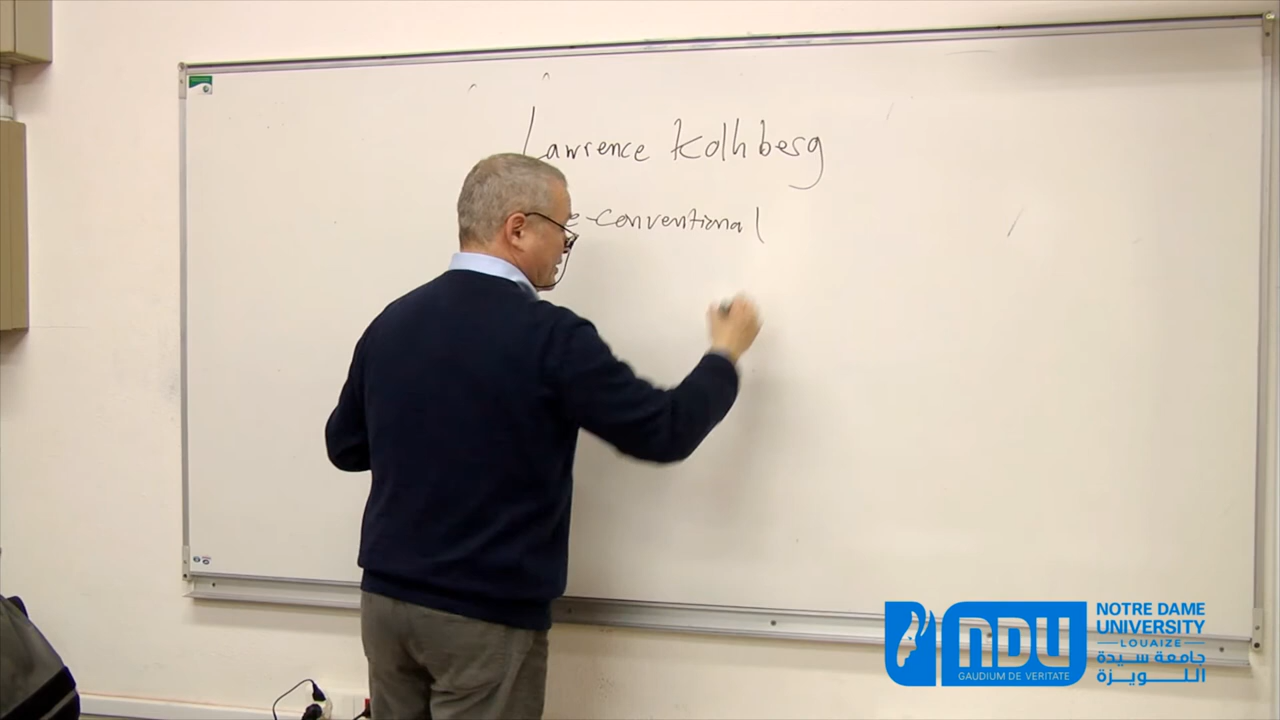 Lawrence Kolhberg
e-conventional
NDU
GAUDIUM DE VERITATE
NOTRE DAME
UNIVERSITY
LOUAIZE
جامعة سيدة
اللويزة